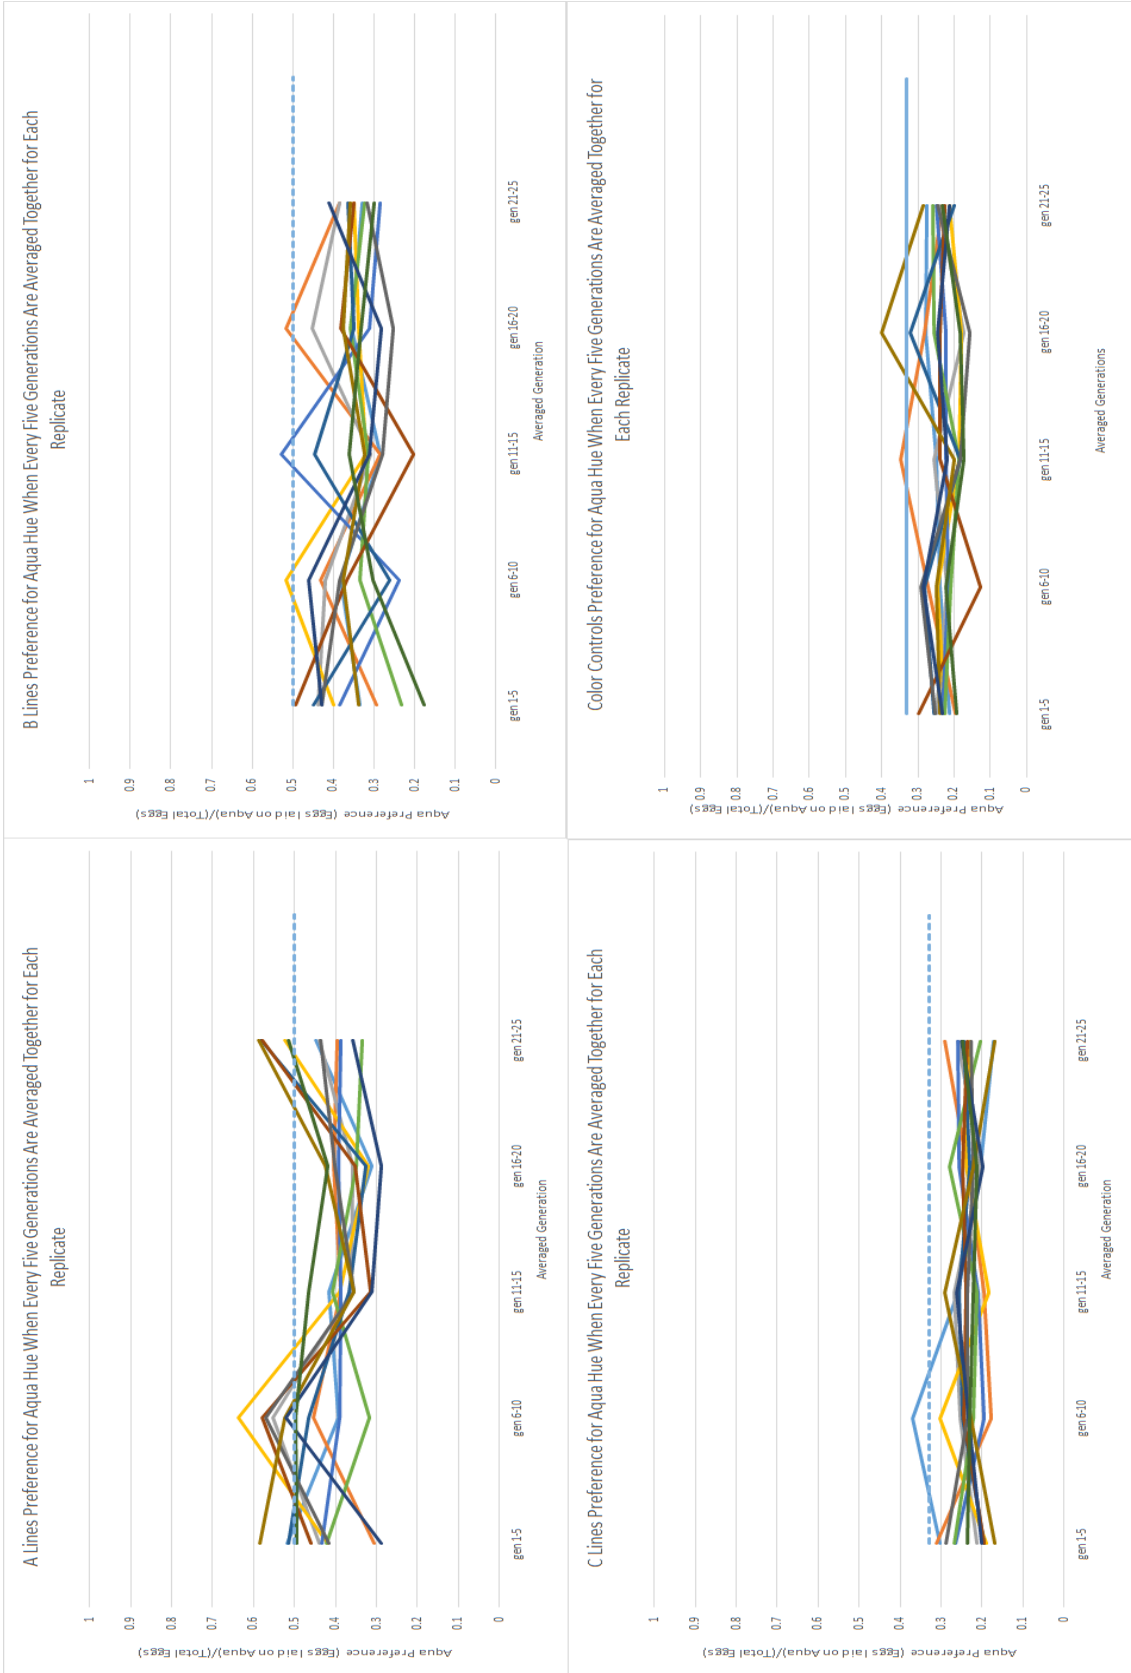 A Lines Preference for Aqua Hue When Every Five Generations Are Averaged Together for Each
Replicate
Aqua Preference (Eggs laid on Aqua)/(Total Eggs)
1
0.9
0.8
0.7
0.6
0.5
0.4
0.3
0.2
0.1
0
gen 1-5
gen 6-10
gen 11-15
gen 16-20
gen 21-25
Averaged Generation
B Lines Preference for Aqua Hue When Every Five Generations Are Averaged Together for Each
Replicate
Aqua Preference (Eggs laid on Aqua)/(Total Eggs)
1
0.9
0.8
0.7
0.6
0.5
0.4
0.3
0.2
0.1
0
gen 1-5
gen 6-10
gen 11-15
gen 16-20
gen 21-25
Averaged Generation
C Lines Preference for Aqua Hue When Every Five Generations Are Averaged Together for Each
Replicate
Aqua Preference (Eggs laid on Aqua)/(Total Eggs)
1
0.9
0.8
0.7
0.6
0.5
0.4
0.3
0.2
0.1
0
gen 1-5
gen 6-10
gen 11-15
gen 16-20
gen 21-25
Averaged Generation
Color Controls Preference for Aqua Hue When Every Five Generations Are Averaged Together for
Each Replicate
Aqua Preference (Eggs laid on Aqua)/(Total Eggs)
1
0.9
0.8
0.7
0.6
0.5
0.4
0.3
0.2
0.1
0
gen 1-5
gen 6-10
gen 11-15
gen 16-20
gen 21-25
Averaged Generations